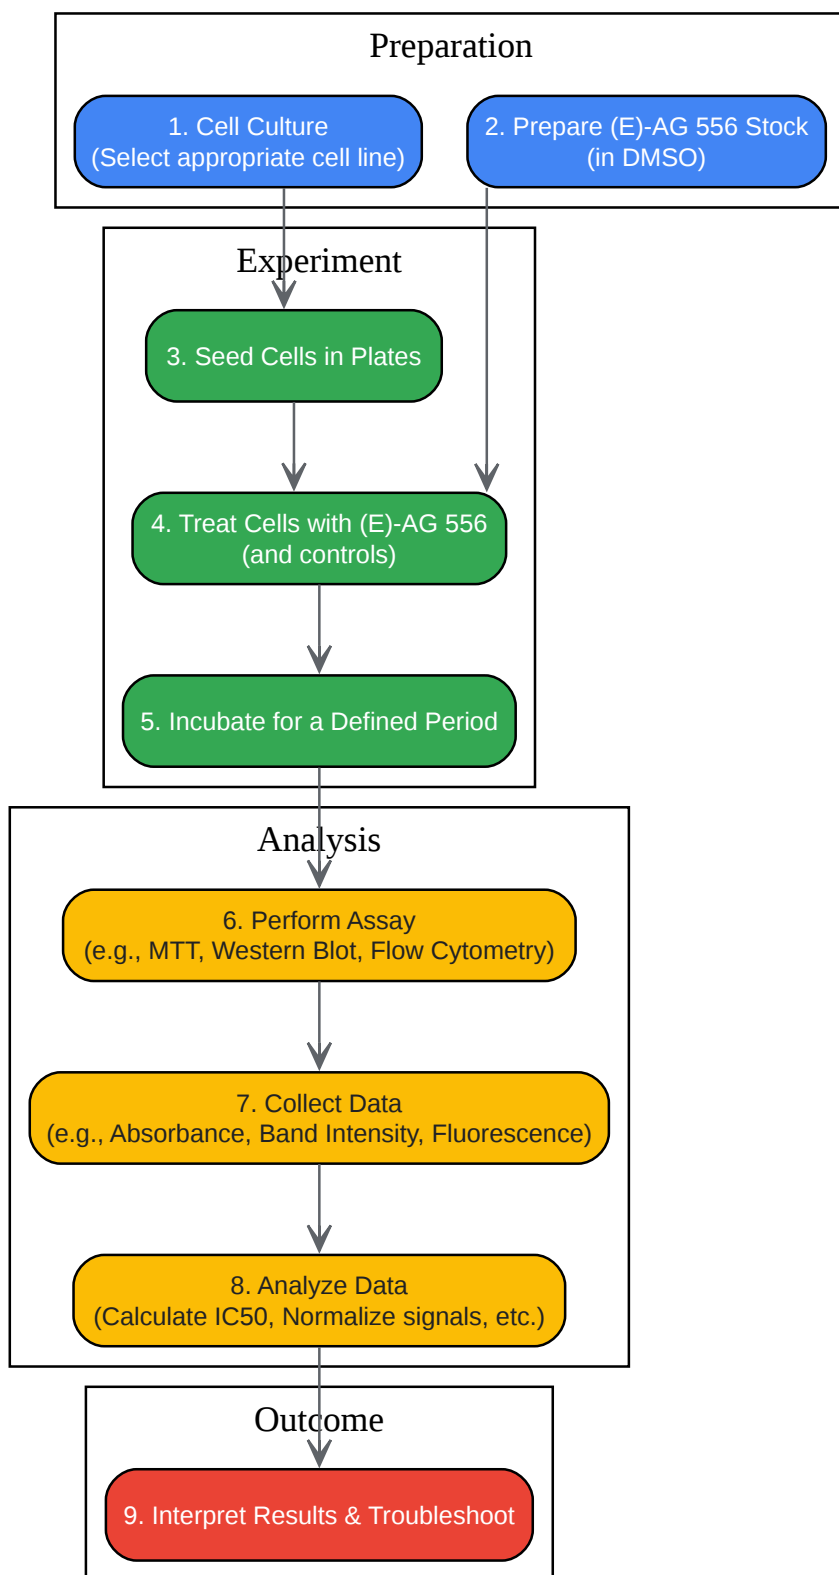 Preparation
1. Cell Culture
(Select appropriate cell line)
2. Prepare (E)-AG 556 Stock
(in DMSO)
Experiment
3. Seed Cells in Plates
4. Treat Cells with (E)-AG 556
(and controls)
5. Incubate for a Defined Period
Analysis
6. Perform Assay
(e.g., MTT, Western Blot, Flow Cytometry)
7. Collect Data
(e.g., Absorbance, Band Intensity, Fluorescence)
8. Analyze Data
(Calculate IC50, Normalize signals, etc.)
Outcome
9. Interpret Results & Troubleshoot